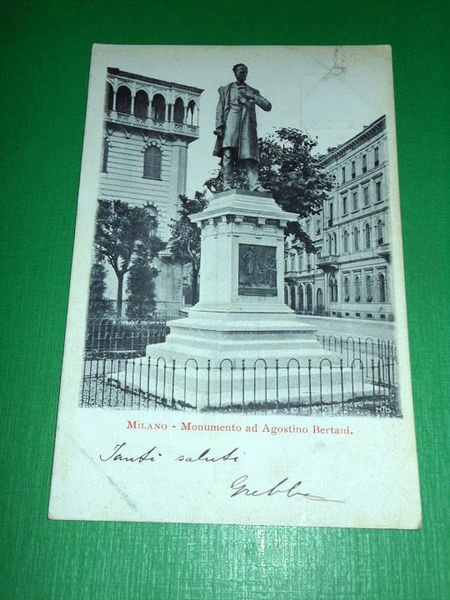 MILANO - Monumento ad Agostino Bertani.
Tanti saluti